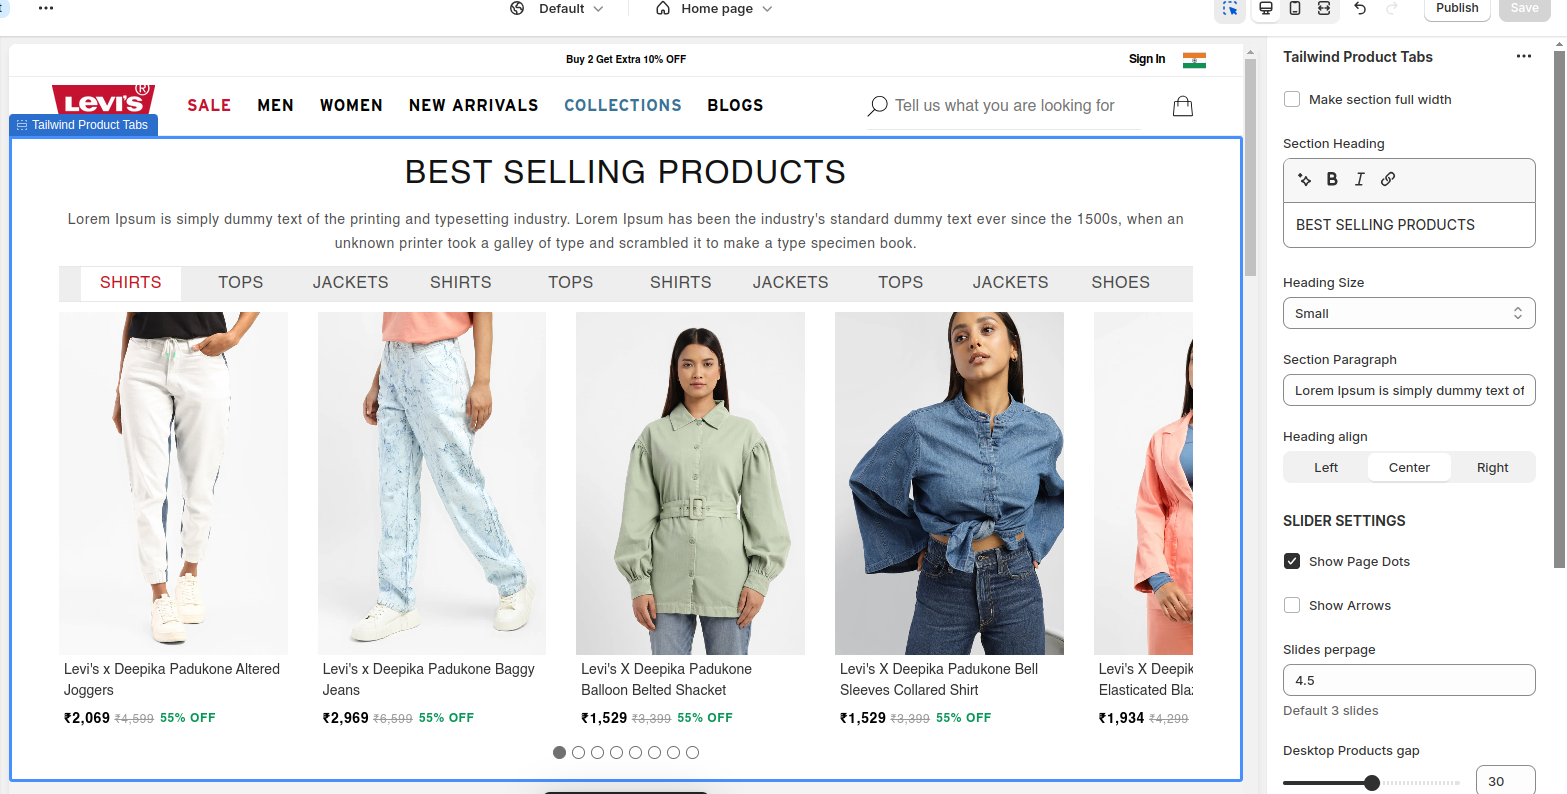 Default
Home page
Publish
Save
Buy 2 Get Extra 10% OFF
Sign In
LEVI'S®
SALE MEN WOMEN NEW ARRIVALS COLLECTIONS BLOGS
Tell us what you are looking for
Tailwind Product Tabs
BEST SELLING PRODUCTS
Lorem Ipsum is simply dummy text of the printing and typesetting industry. Lorem Ipsum has been the industry's standard dummy text ever since the 1500s, when an
unknown printer took a galley of type and scrambled it to make a type specimen book.
SHIRTS TOPS JACKETS SHIRTS TOPS SHIRTS JACKETS TOPS JACKETS SHOES
Levi's x Deepika Padukone Altered
Joggers
₹2,069 ₹4,599 55% OFF
Levi's x Deepika Padukone Baggy
Jeans
₹2,969 ₹6,599 55% OFF
Levi's X Deepika Padukone
Balloon Belted Shacket
₹1,529 ₹3,399 55% OFF
Levi's X Deepika Padukone Bell
Sleeves Collared Shirt
₹1,529 ₹3,399 55% OFF
Levi's X Deepik
Elasticated Bla
₹1,934 ₹4,299
Tailwind Product Tabs
Make section full width
Section Heading
B I
BEST SELLING PRODUCTS
Heading Size
Small
Section Paragraph
Lorem Ipsum is simply dummy text of
Heading align
Left Center Right
SLIDER SETTINGS
Show Page Dots
Show Arrows
Slides perpage
4.5
Default 3 slides
Desktop Products gap
30